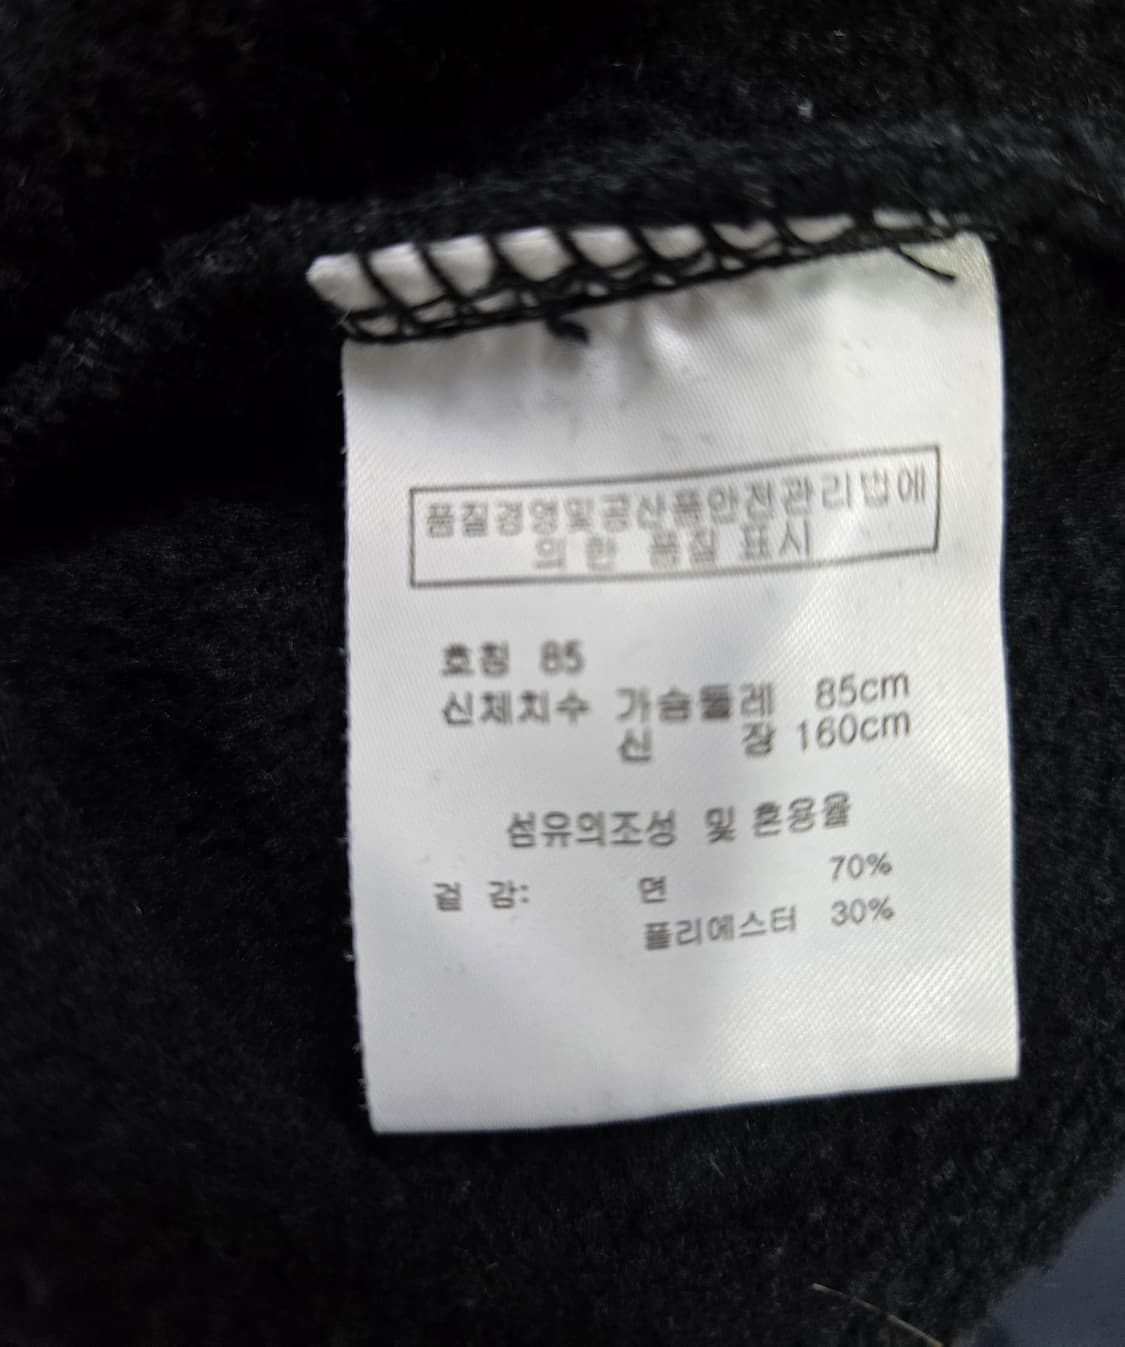 품질경영및공산품안전관리법에
의한 품질 표시
호칭 85
신체치수 가슴둘레 85cm
신 장 160cm
섬유의조성 및 혼용율
겉 감: 면 70%
폴리에스터 30%